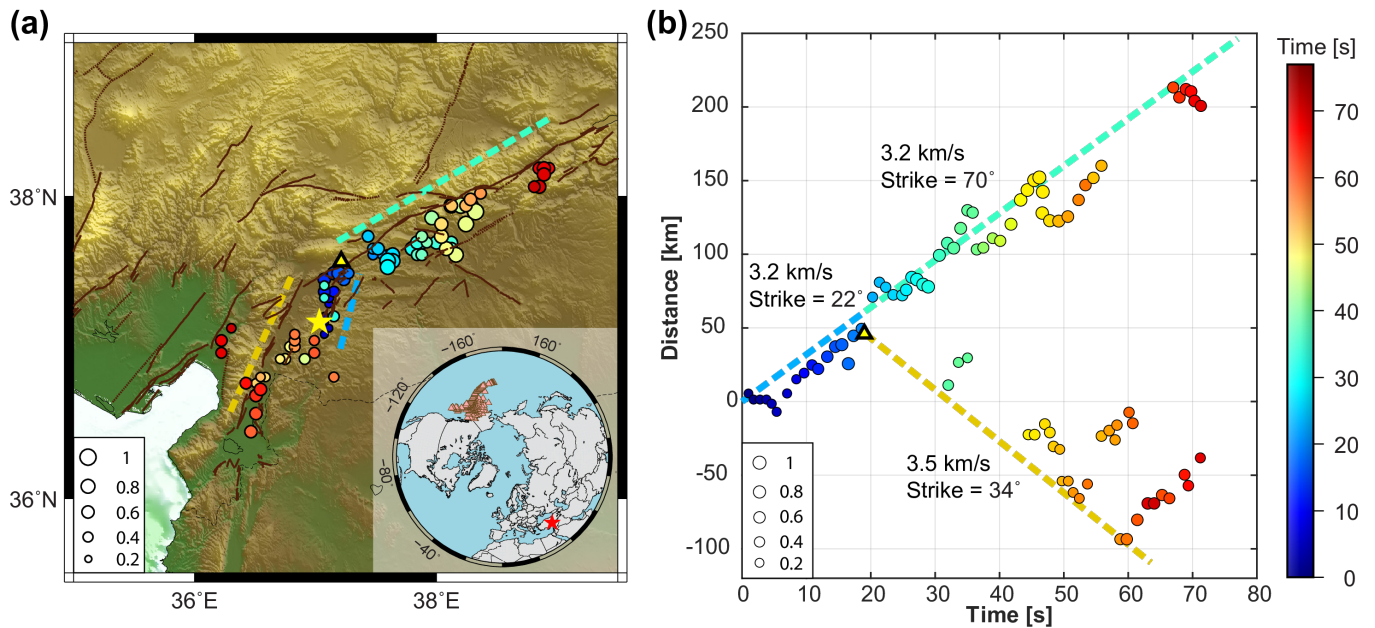 (a)
38°N
36°N
36°E
38°E
1
0.8
0.6
0.4
0.2
−160°
160°
−120°
−80°
−40°
(b)
250
200
150
100
50
0
-50
-100
Distance [km]
3.2 km/s
Strike = 70°
3.2 km/s
Strike = 22°
3.5 km/s
Strike = 34°
1
0.8
0.6
0.4
0.2
0
10
20
30
40
50
60
70
80
Time [s]
Time [s]
70
60
50
40
30
20
10
0